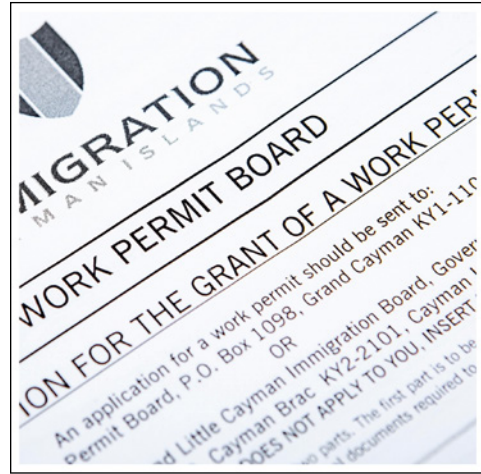 MIGRATION
MAN ISLANDS
WORK PERMIT BOARD
ION FOR THE GRANT OF A WORK PER
An application for a work permit should be sent to:
Permit Board, P.O. Box 1098, Grand Cayman KY1-110
OR
d Little Cayman Immigration Board, Gover
Cayman Brac KY2-2101, Cayman
DOES NOT APPLY TO YOU, INSERT
parts. The first part is to be
documents required to